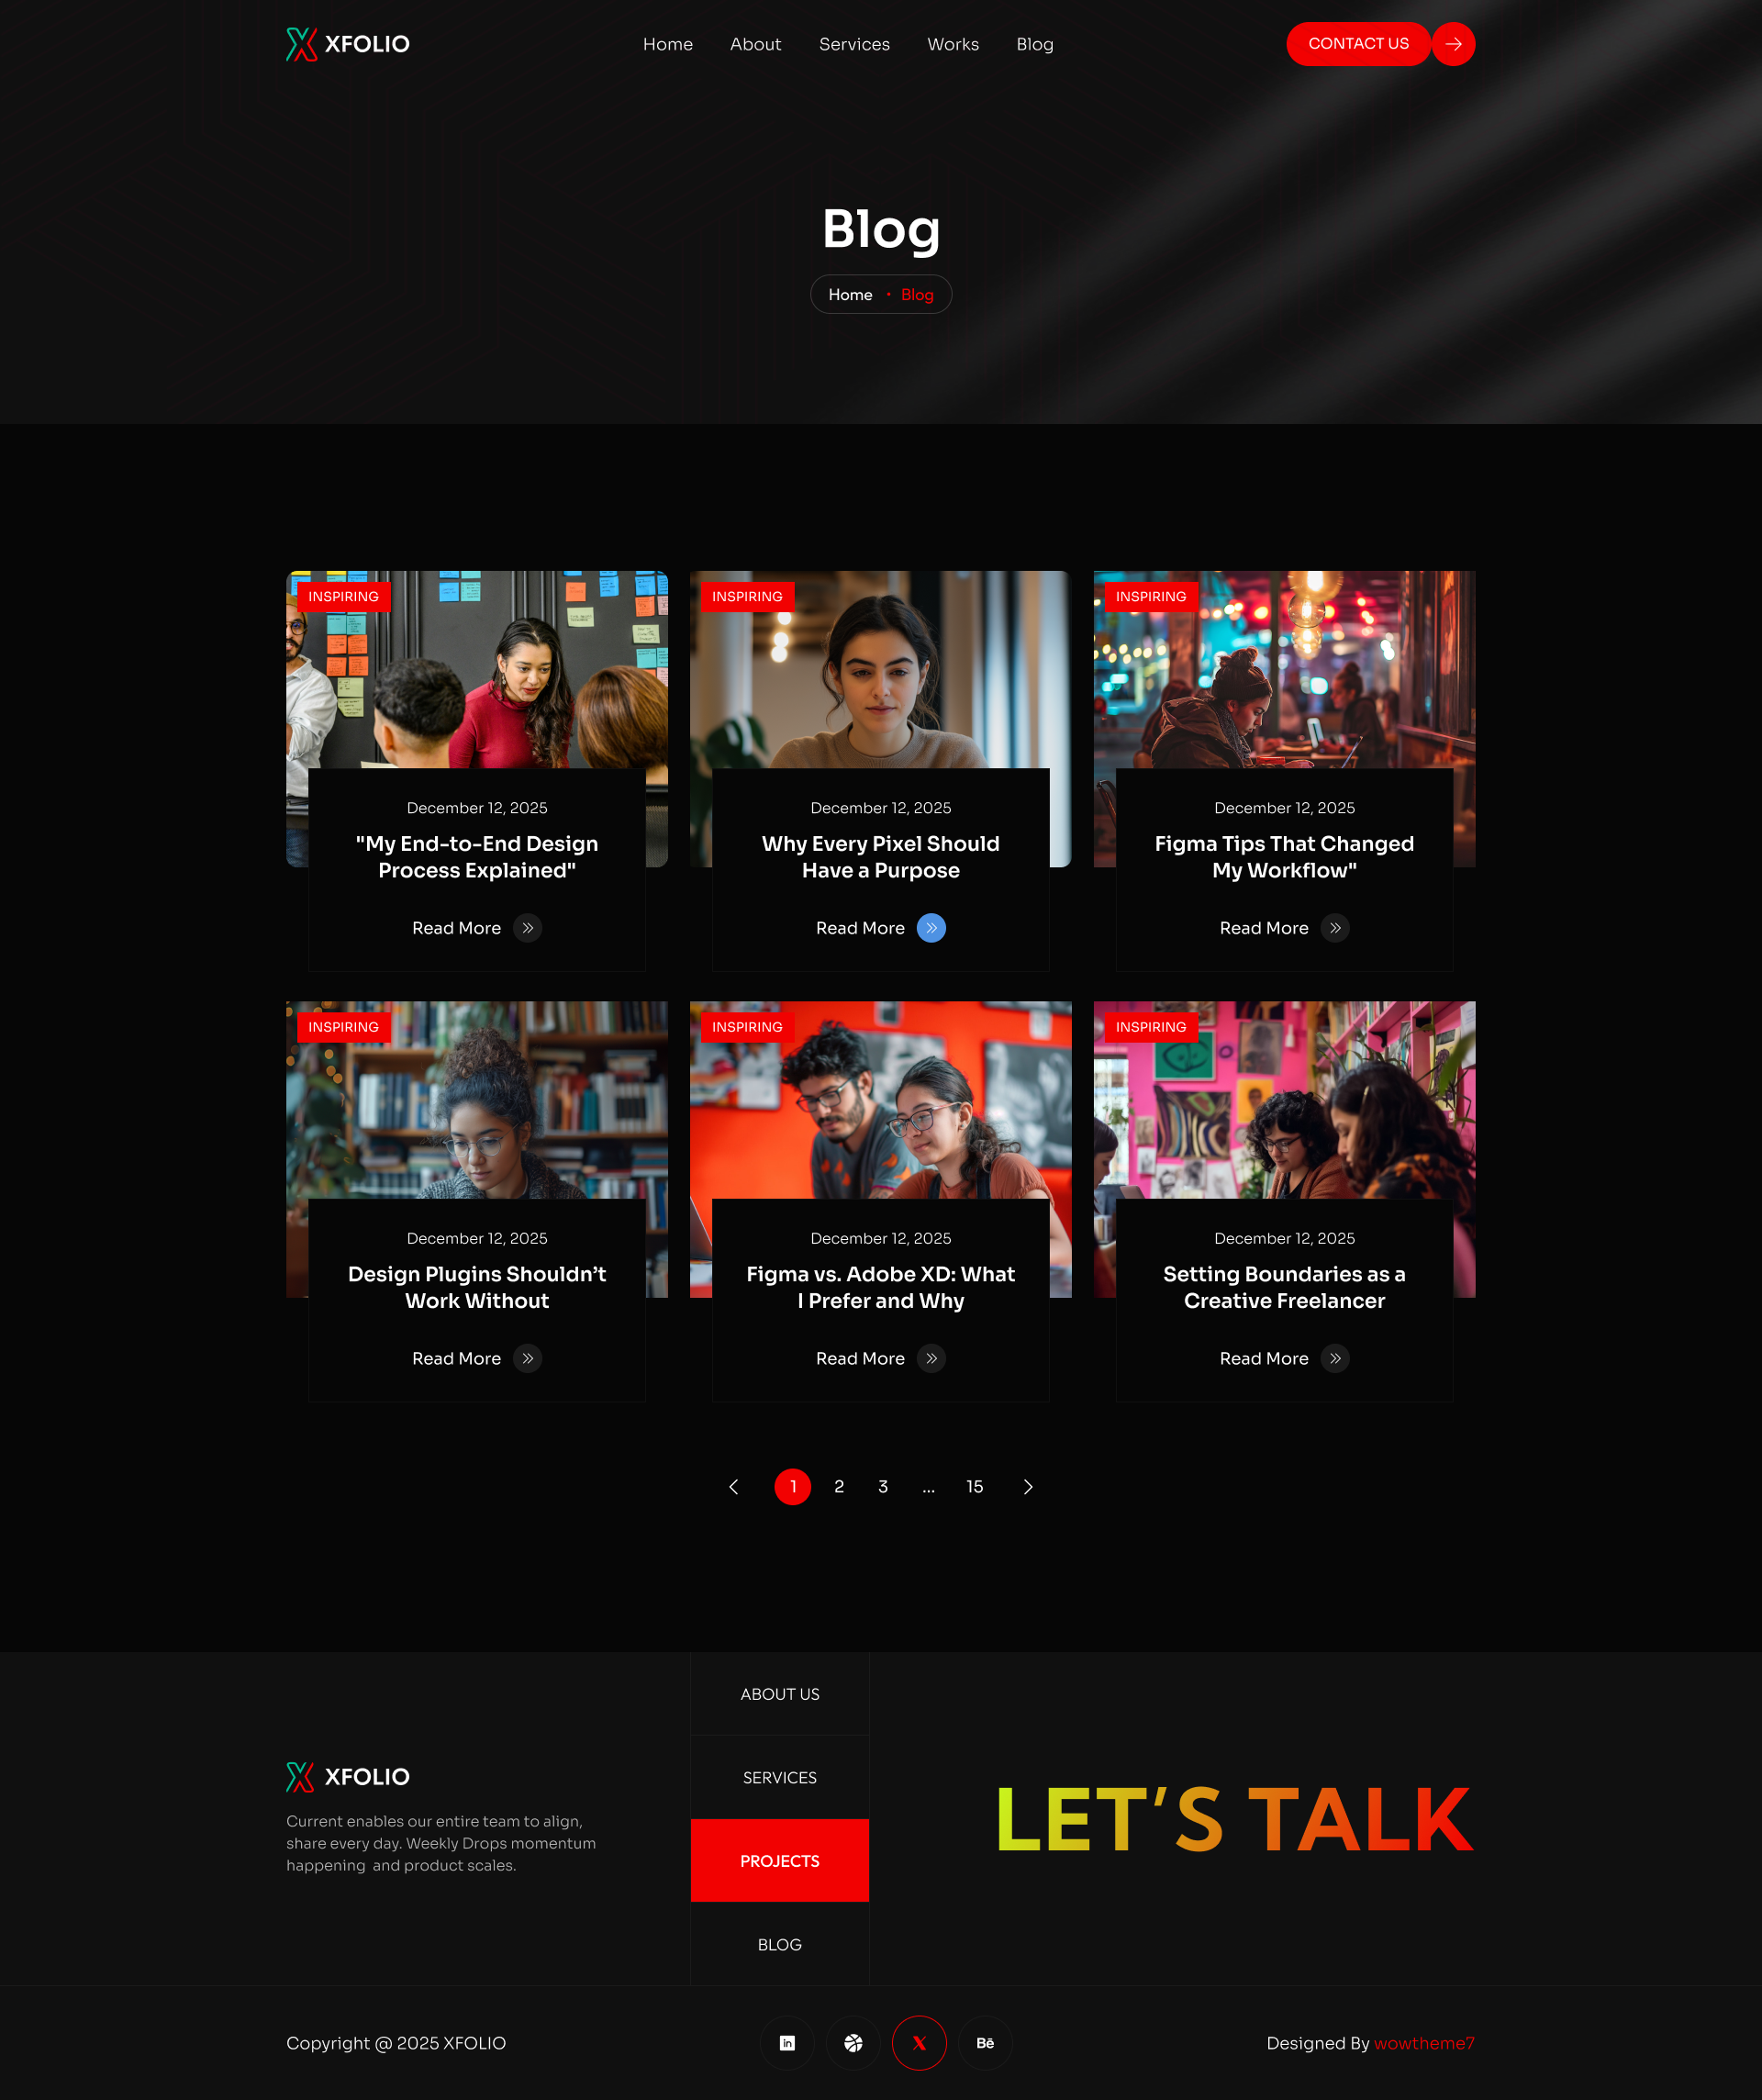 XFOLIO
Home
About
Services
Works
Blog
CONTACT US
Blog
Home • Blog
INSPIRING
December 12, 2025
"My End-to-End Design
Process Explained"
Read More
INSPIRING
December 12, 2025
Why Every Pixel Should
Have a Purpose
Read More
INSPIRING
December 12, 2025
Figma Tips That Changed
My Workflow"
Read More
INSPIRING
December 12, 2025
Design Plugins Shouldn’t
Work Without
Read More
INSPIRING
December 12, 2025
Figma vs. Adobe XD: What
I Prefer and Why
Read More
INSPIRING
December 12, 2025
Setting Boundaries as a
Creative Freelancer
Read More
1 2 3 ... 15
XFOLIO
Current enables our entire team to align,
share every day. Weekly Drops momentum
happening  and product scales.
ABOUT US
SERVICES
PROJECTS
BLOG
LET’S TALK
Copyright @ 2025 XFOLIO
in
X
Bē
Designed By wowtheme7